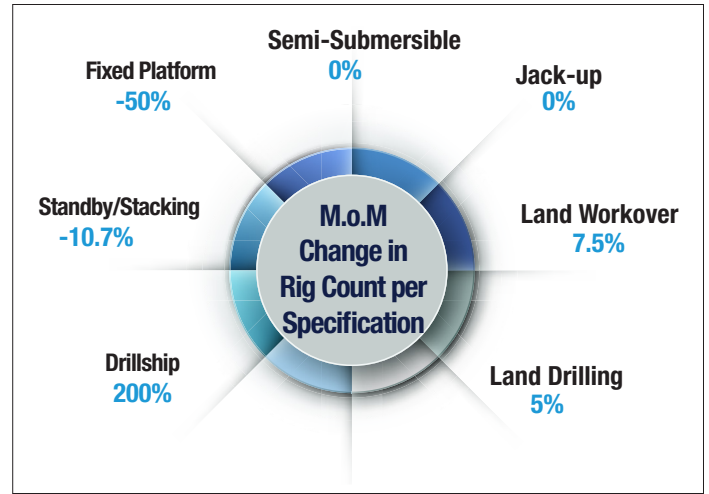 Semi-Submersible
0%
Fixed Platform
-50%
Jack-up
0%
Standby/Stacking
-10.7%
M.o.M
Change in
Rig Count per
Specification
Land Workover
7.5%
Drillship
200%
Land Drilling
5%